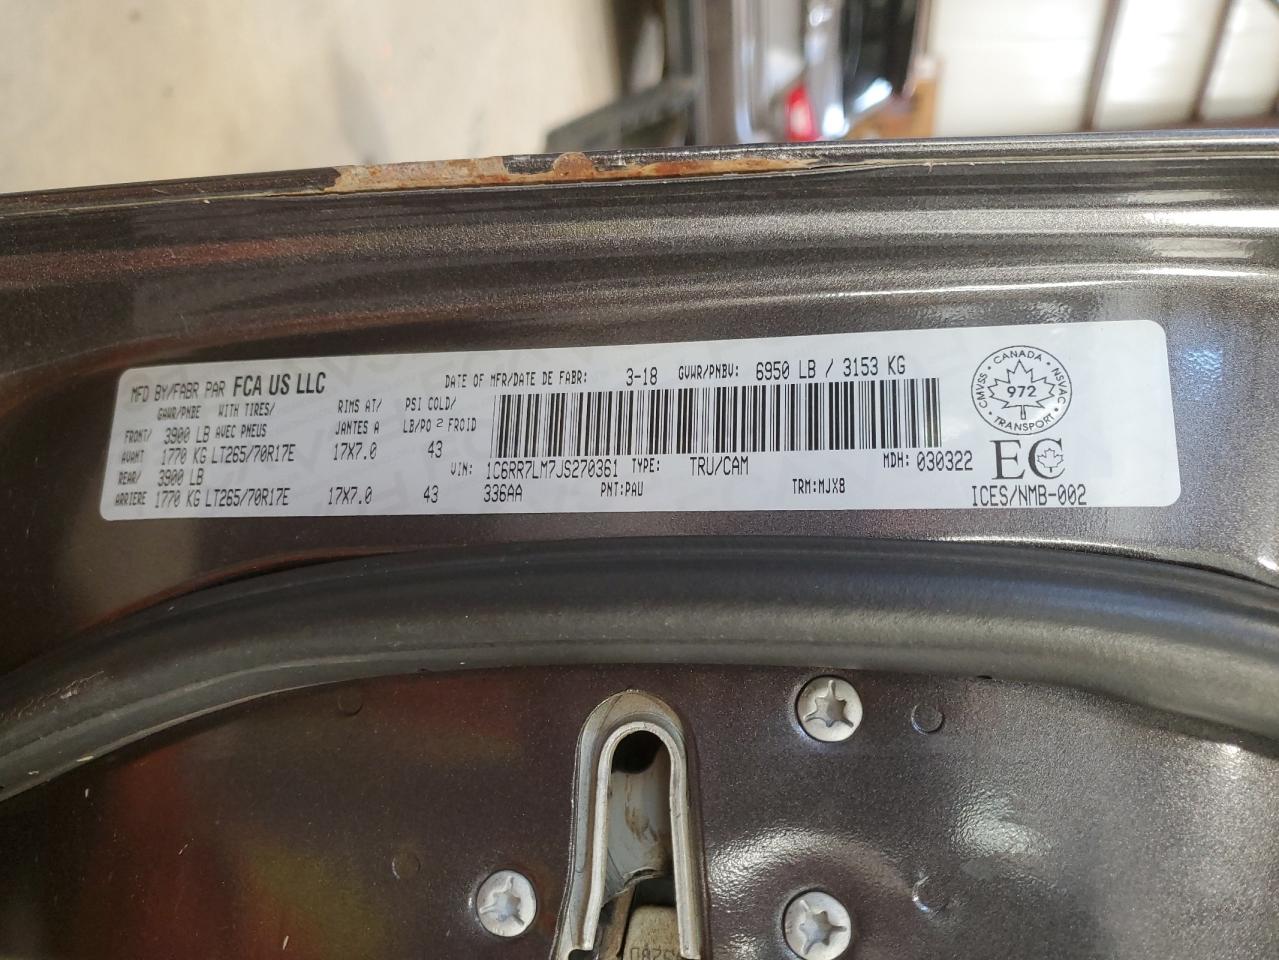 MFD BY/FABR PAR FCA US LLC DATE OF MFR/DATE DE FABR: 3-18 GVWR/PNBV: 6950 LB / 3153 KG
GAWR/PNBE WITH TIRES/ RIMS AT/ PSI COLD/
FRONT/ 3900 LB AVEC PNEUS JANTES A LB/PO2 FROID
AVANT 1770 KG LT265/70R17E 17X7.0 43
REAR/ 3900 LB VIN: 1C6RR7LM7JS270361 TYPE: TRU/CAM MDH: 030322
ARRIERE 1770 KG LT265/70R17E 17X7.0 43 336AA PNT:PAU TRM:MJX8
CANADA
CMVSS 972 NSVAC
TRANSPORT
EC
ICES/NMB-002